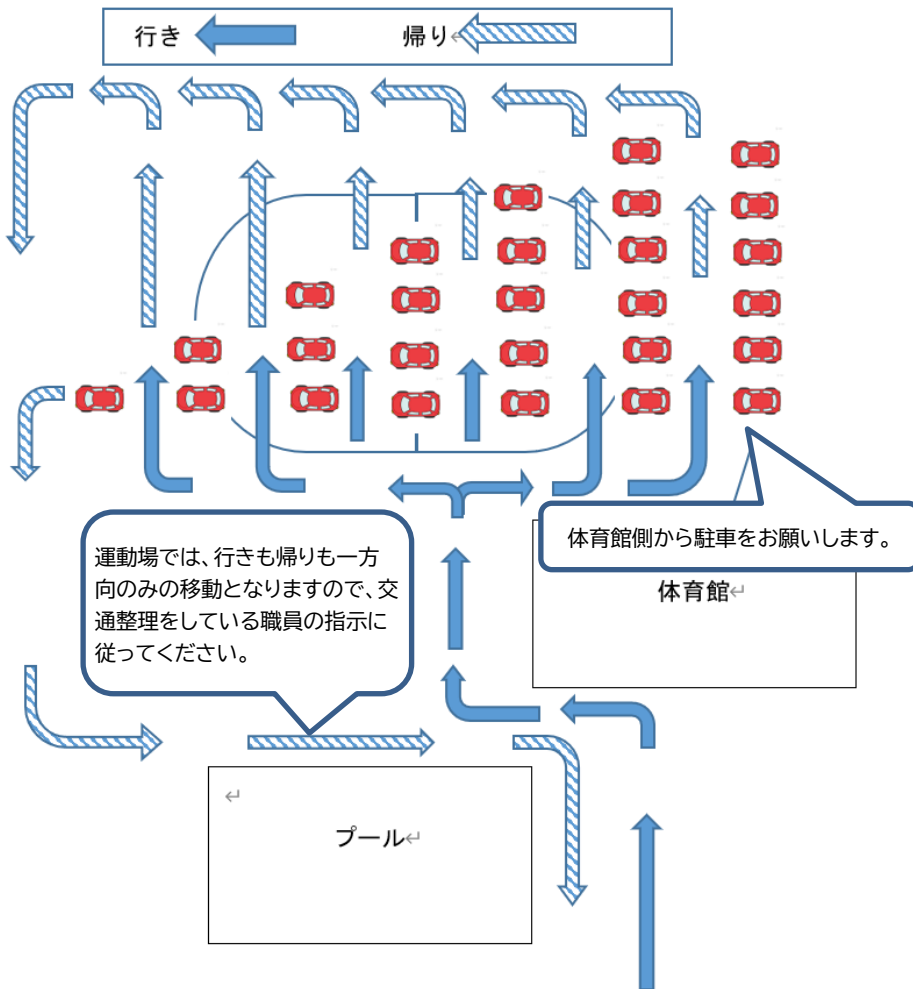 行き 帰り↵
体育館側から駐車をお願いします。
体育館↵
運動場では、行きも帰りも一方
向のみの移動となりますので、交
通整理をしている職員の指示に
従ってください。
↵
プール↵